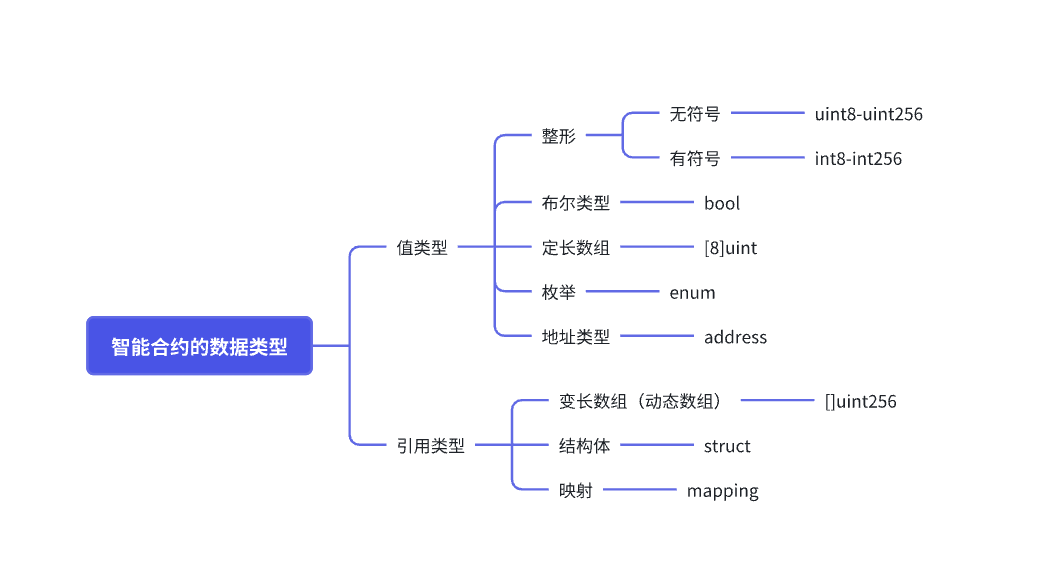 智能合约的数据类型
值类型
整形
无符号
uint8-uint256
有符号
int8-int256
布尔类型
bool
定长数组
[8]uint
枚举
enum
地址类型
address
引用类型
变长数组（动态数组）
[]uint256
结构体
struct
映射
mapping